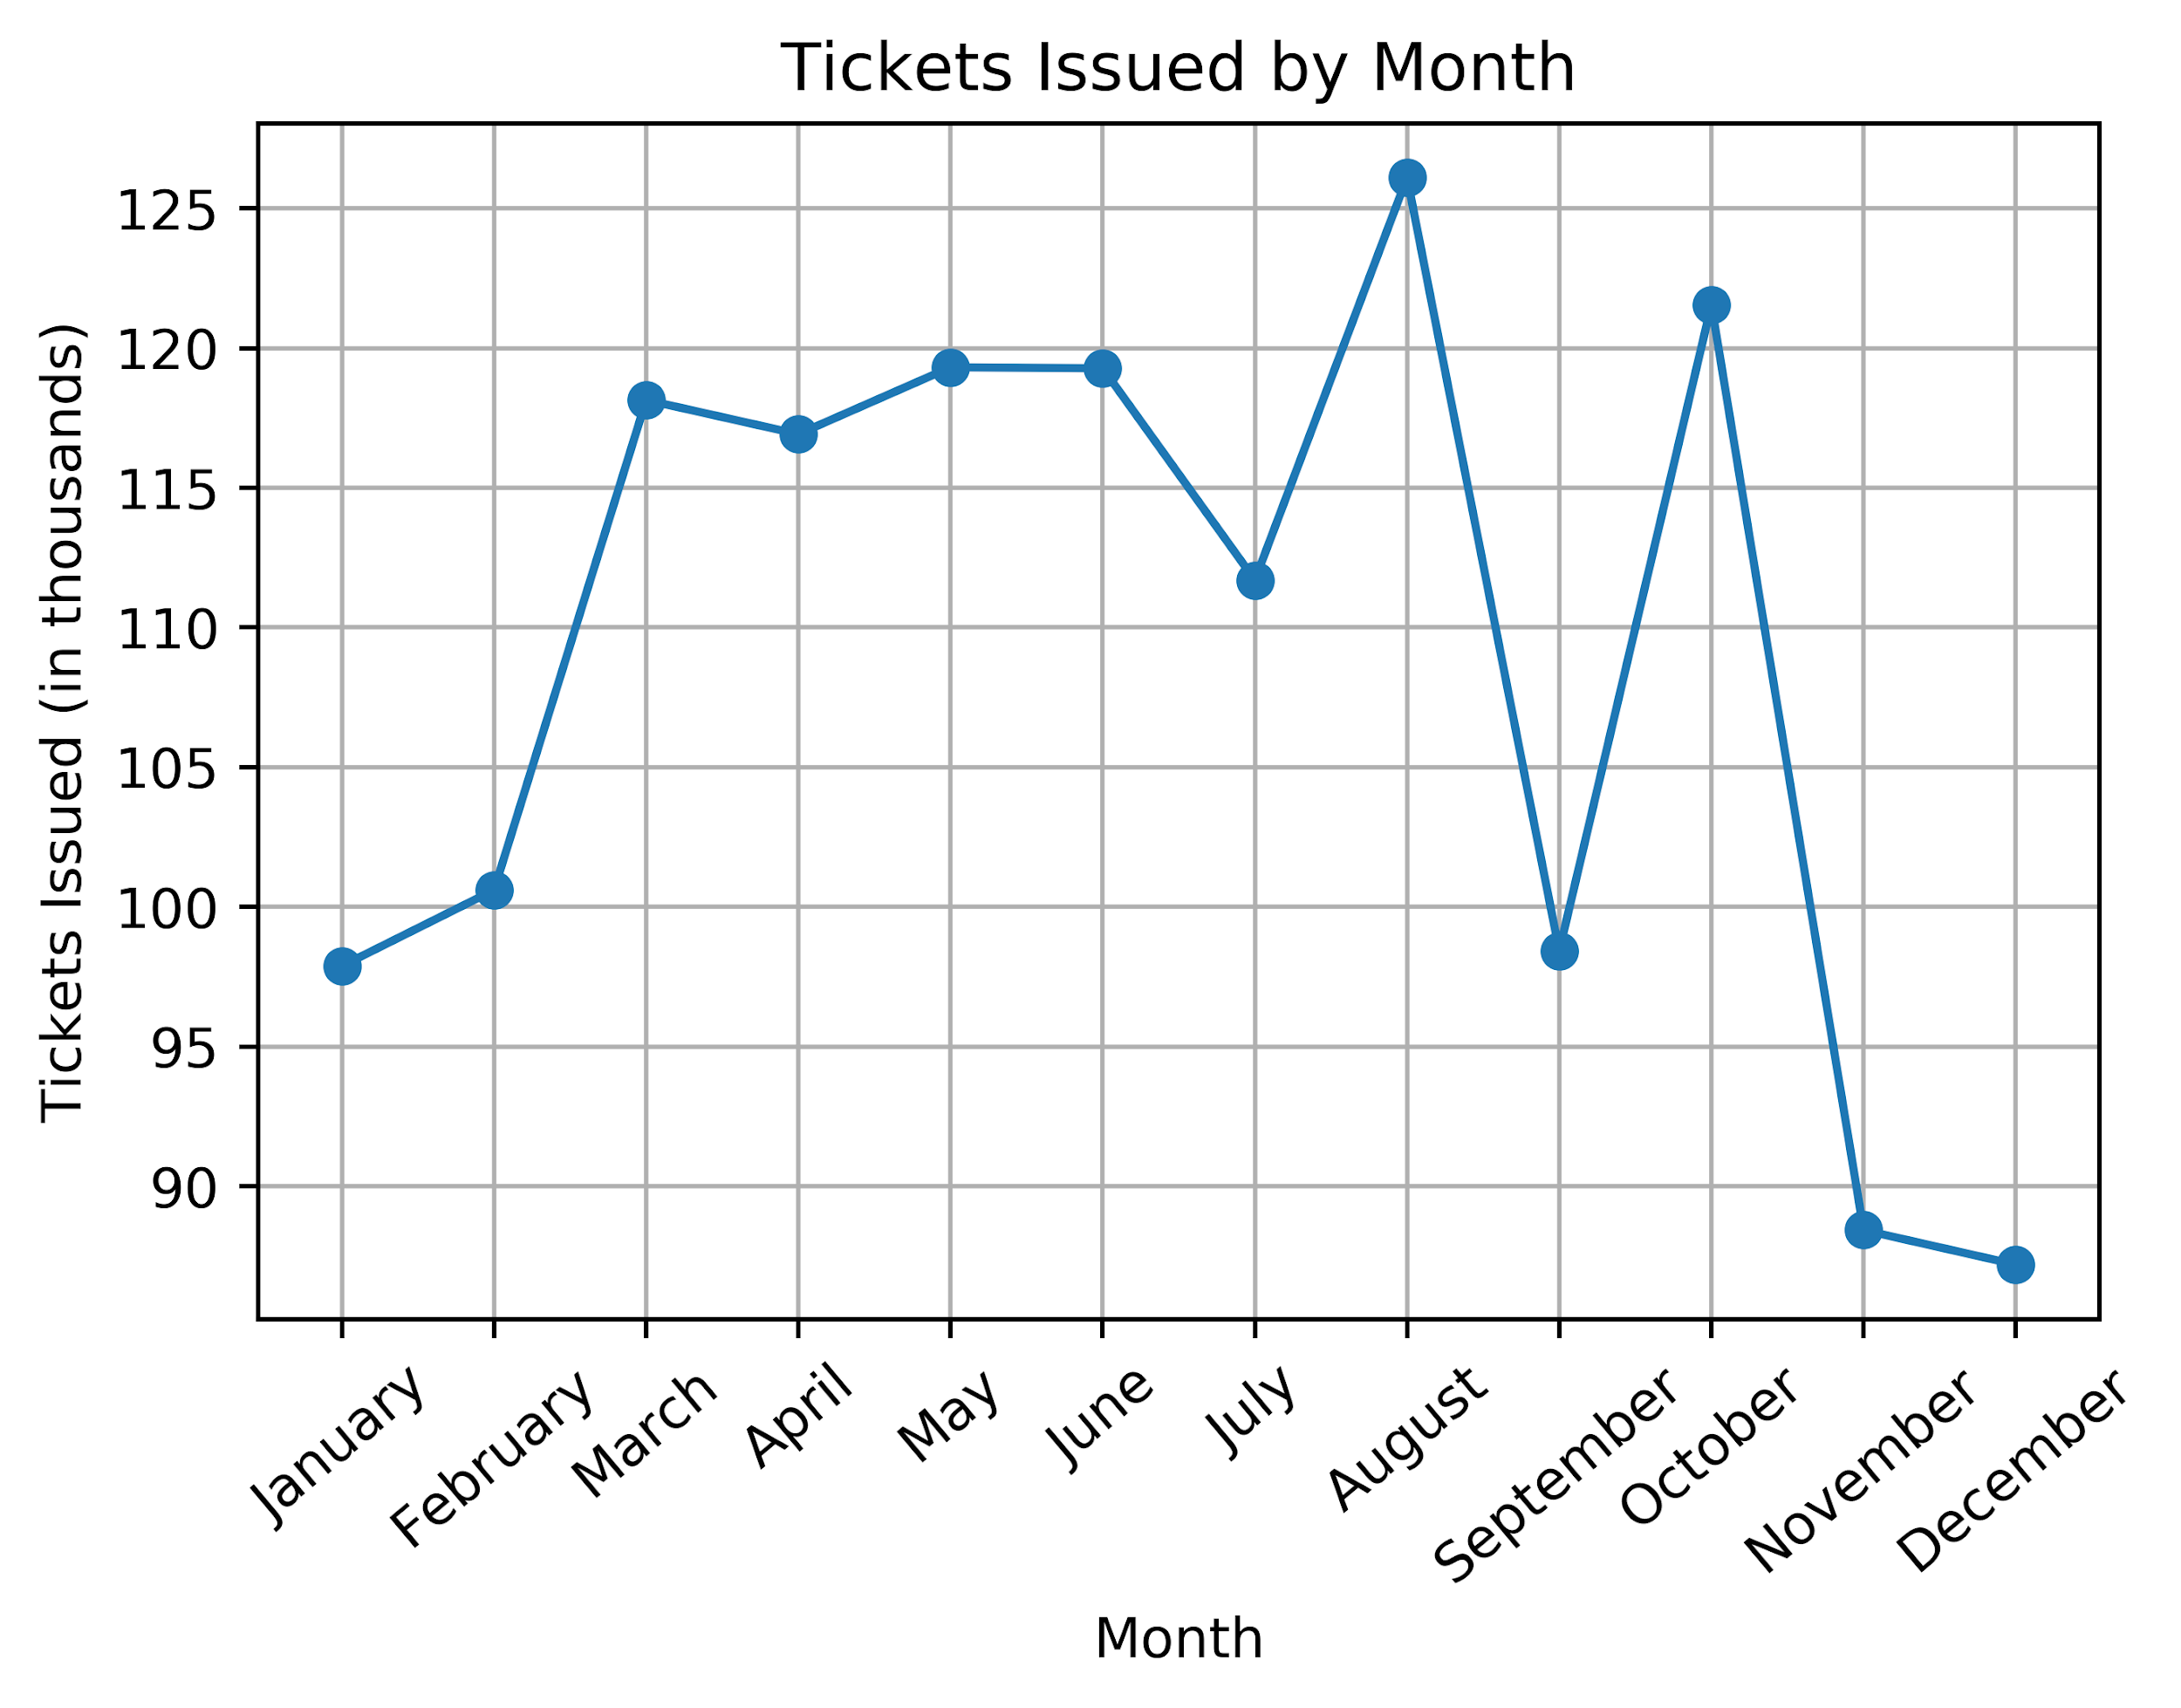 Tickets Issued by Month
Tickets Issued (in thousands)
125
120
115
110
105
100
95
90
January
February
March
April
May
June
July
August
September
October
November
December
Month